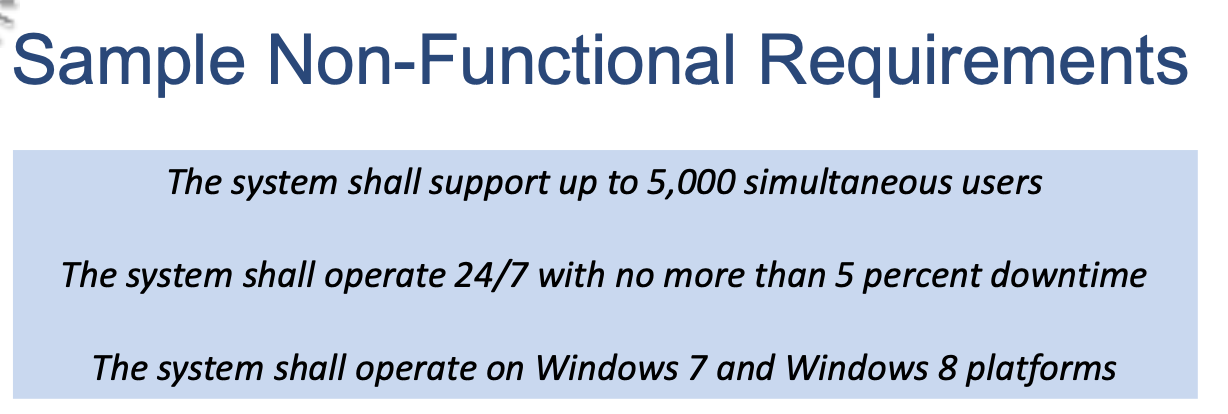 Sample Non-Functional Requirements
The system shall support up to 5,000 simultaneous users
The system shall operate 24/7 with no more than 5 percent downtime
The system shall operate on Windows 7 and Windows 8 platforms